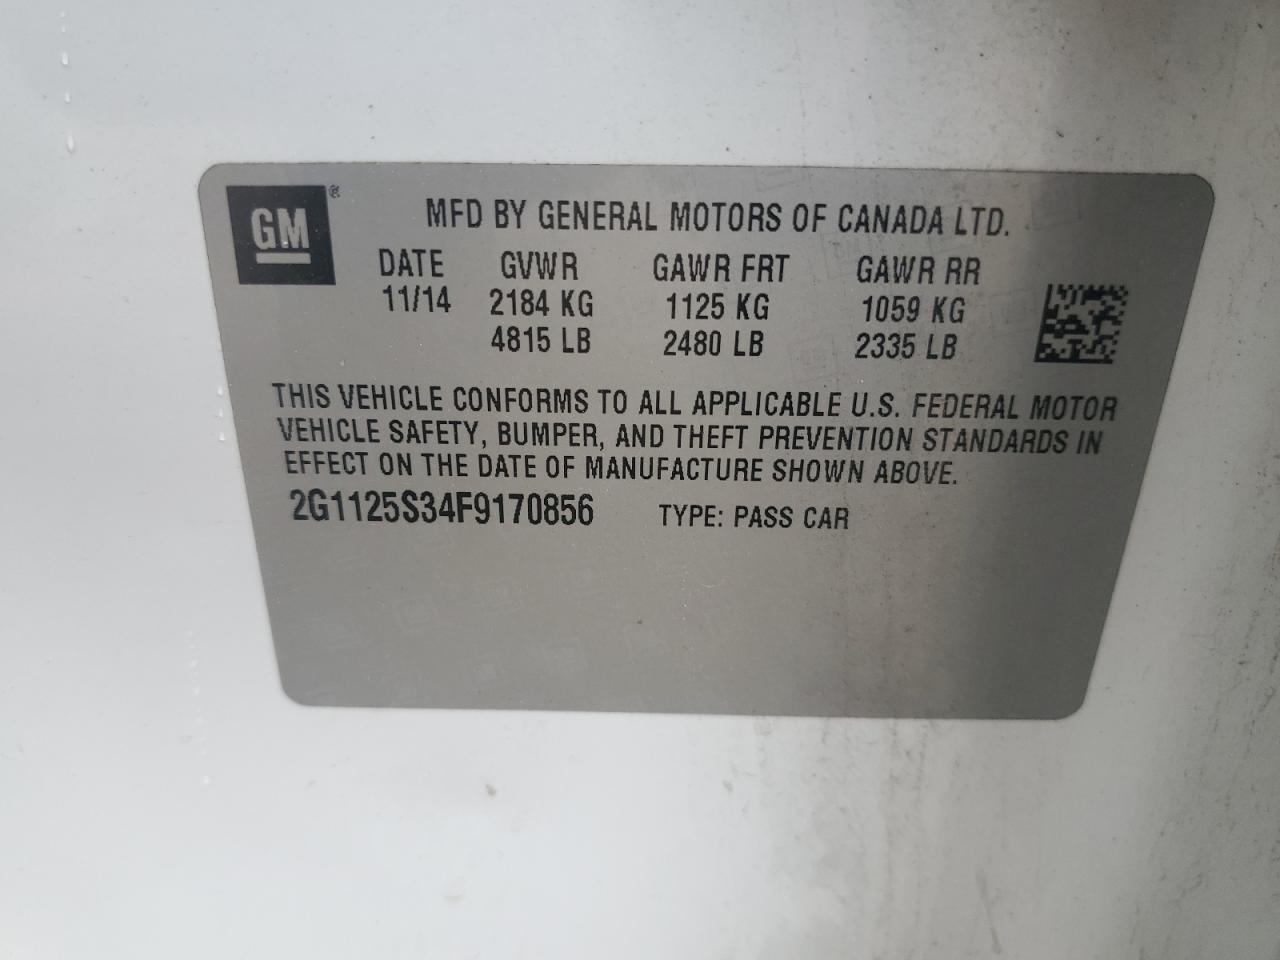 GM ®
MFD BY GENERAL MOTORS OF CANADA LTD.
DATE GVWR GAWR FRT GAWR RR
11/14 2184 KG 1125 KG 1059 KG
4815 LB 2480 LB 2335 LB
THIS VEHICLE CONFORMS TO ALL APPLICABLE U.S. FEDERAL MOTOR
VEHICLE SAFETY, BUMPER, AND THEFT PREVENTION STANDARDS IN
EFFECT ON THE DATE OF MANUFACTURE SHOWN ABOVE.
2G1125S34F9170856 TYPE: PASS CAR